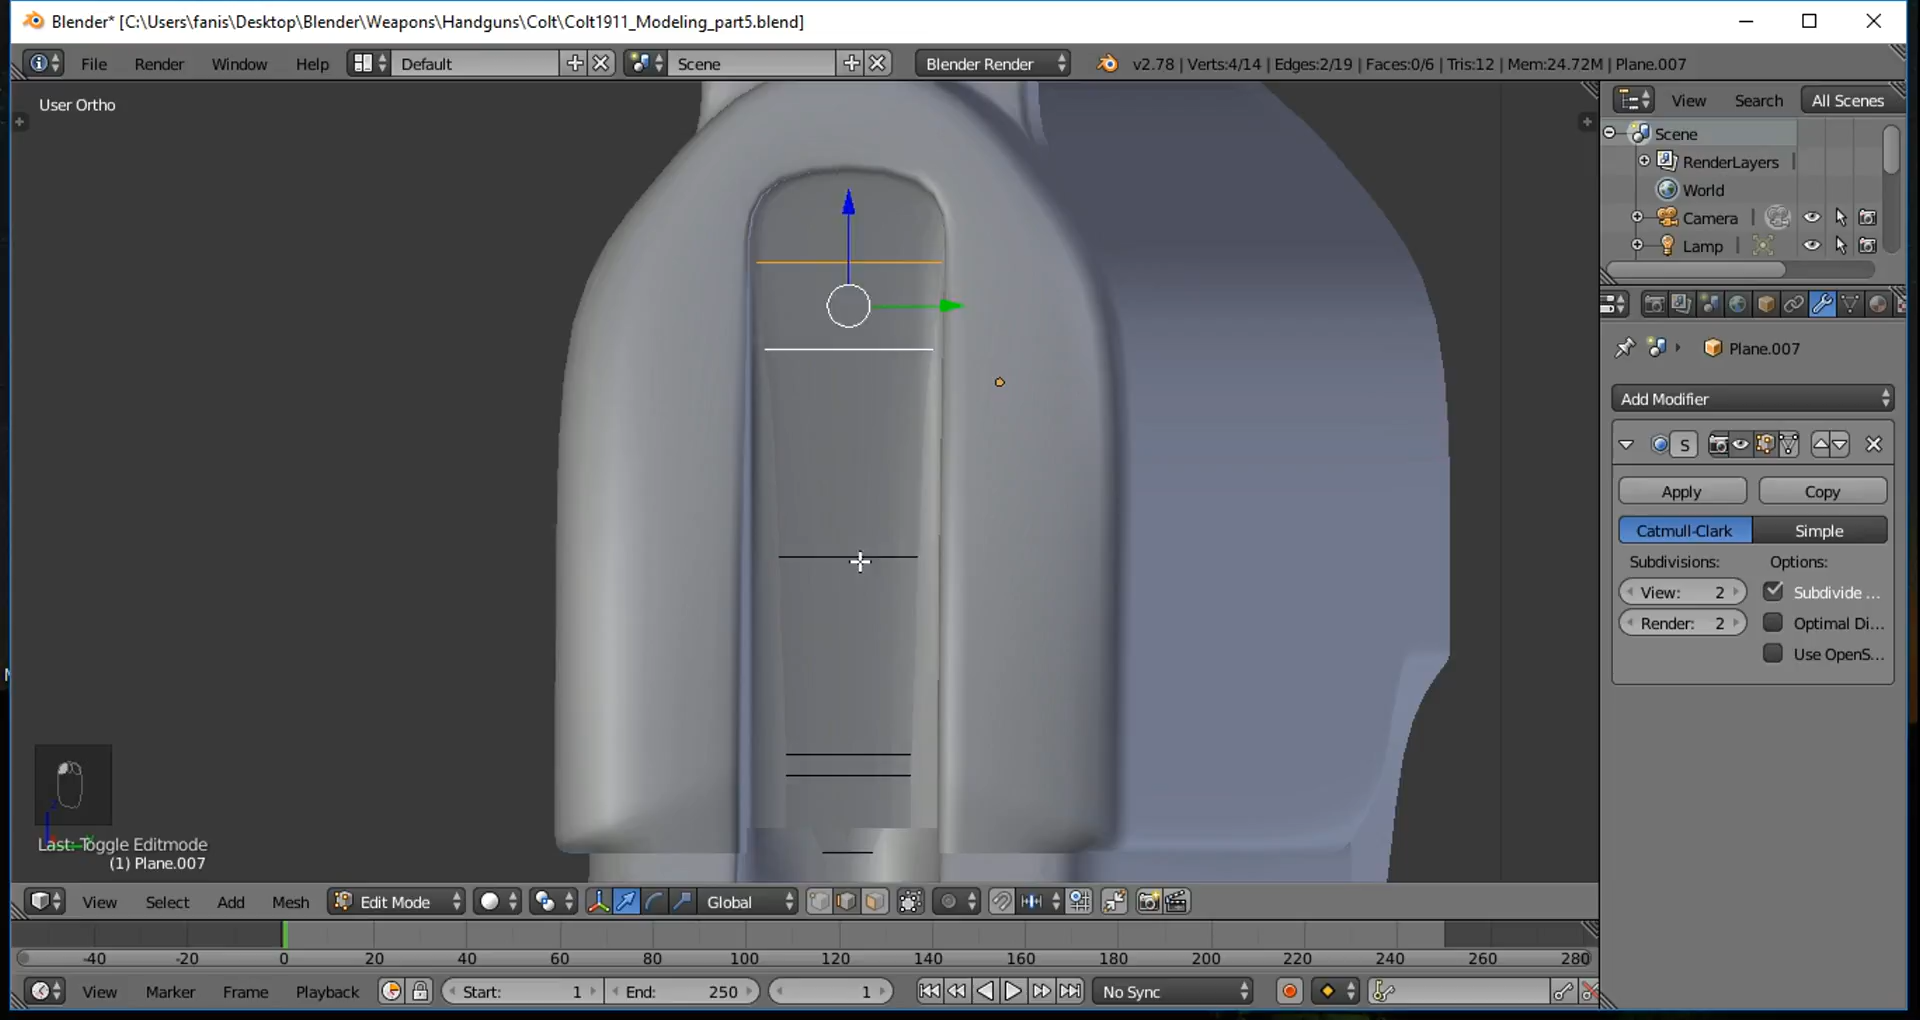 Blender* [C:\Users\fanis\Desktop\Blender\Weapons\Handguns\Colt\Colt1911_Modeling_part5.blend]
File Render Window Help Default Scene Blender Render v2.78 | Verts:4/14 | Edges:2/19 | Faces:0/6 | Tris:12 | Mem:24.72M | Plane.007
User Ortho
View Search All Scenes
Scene
RenderLayers
World
Camera
Lamp
Plane.007
Add Modifier
S
Apply Copy
Catmull-Clark Simple
Subdivisions: Options:
View: 2 Subdivide ...
Render: 2 Optimal Di...
Use OpenS...
Last: Toggle Editmode
(1) Plane.007
View Select Add Mesh Edit Mode Global
-40 -20 0 20 40 60 80 100 120 140 160 180 200 220 240 260 280
View Marker Frame Playback Start: 1 End: 250 1 No Sync